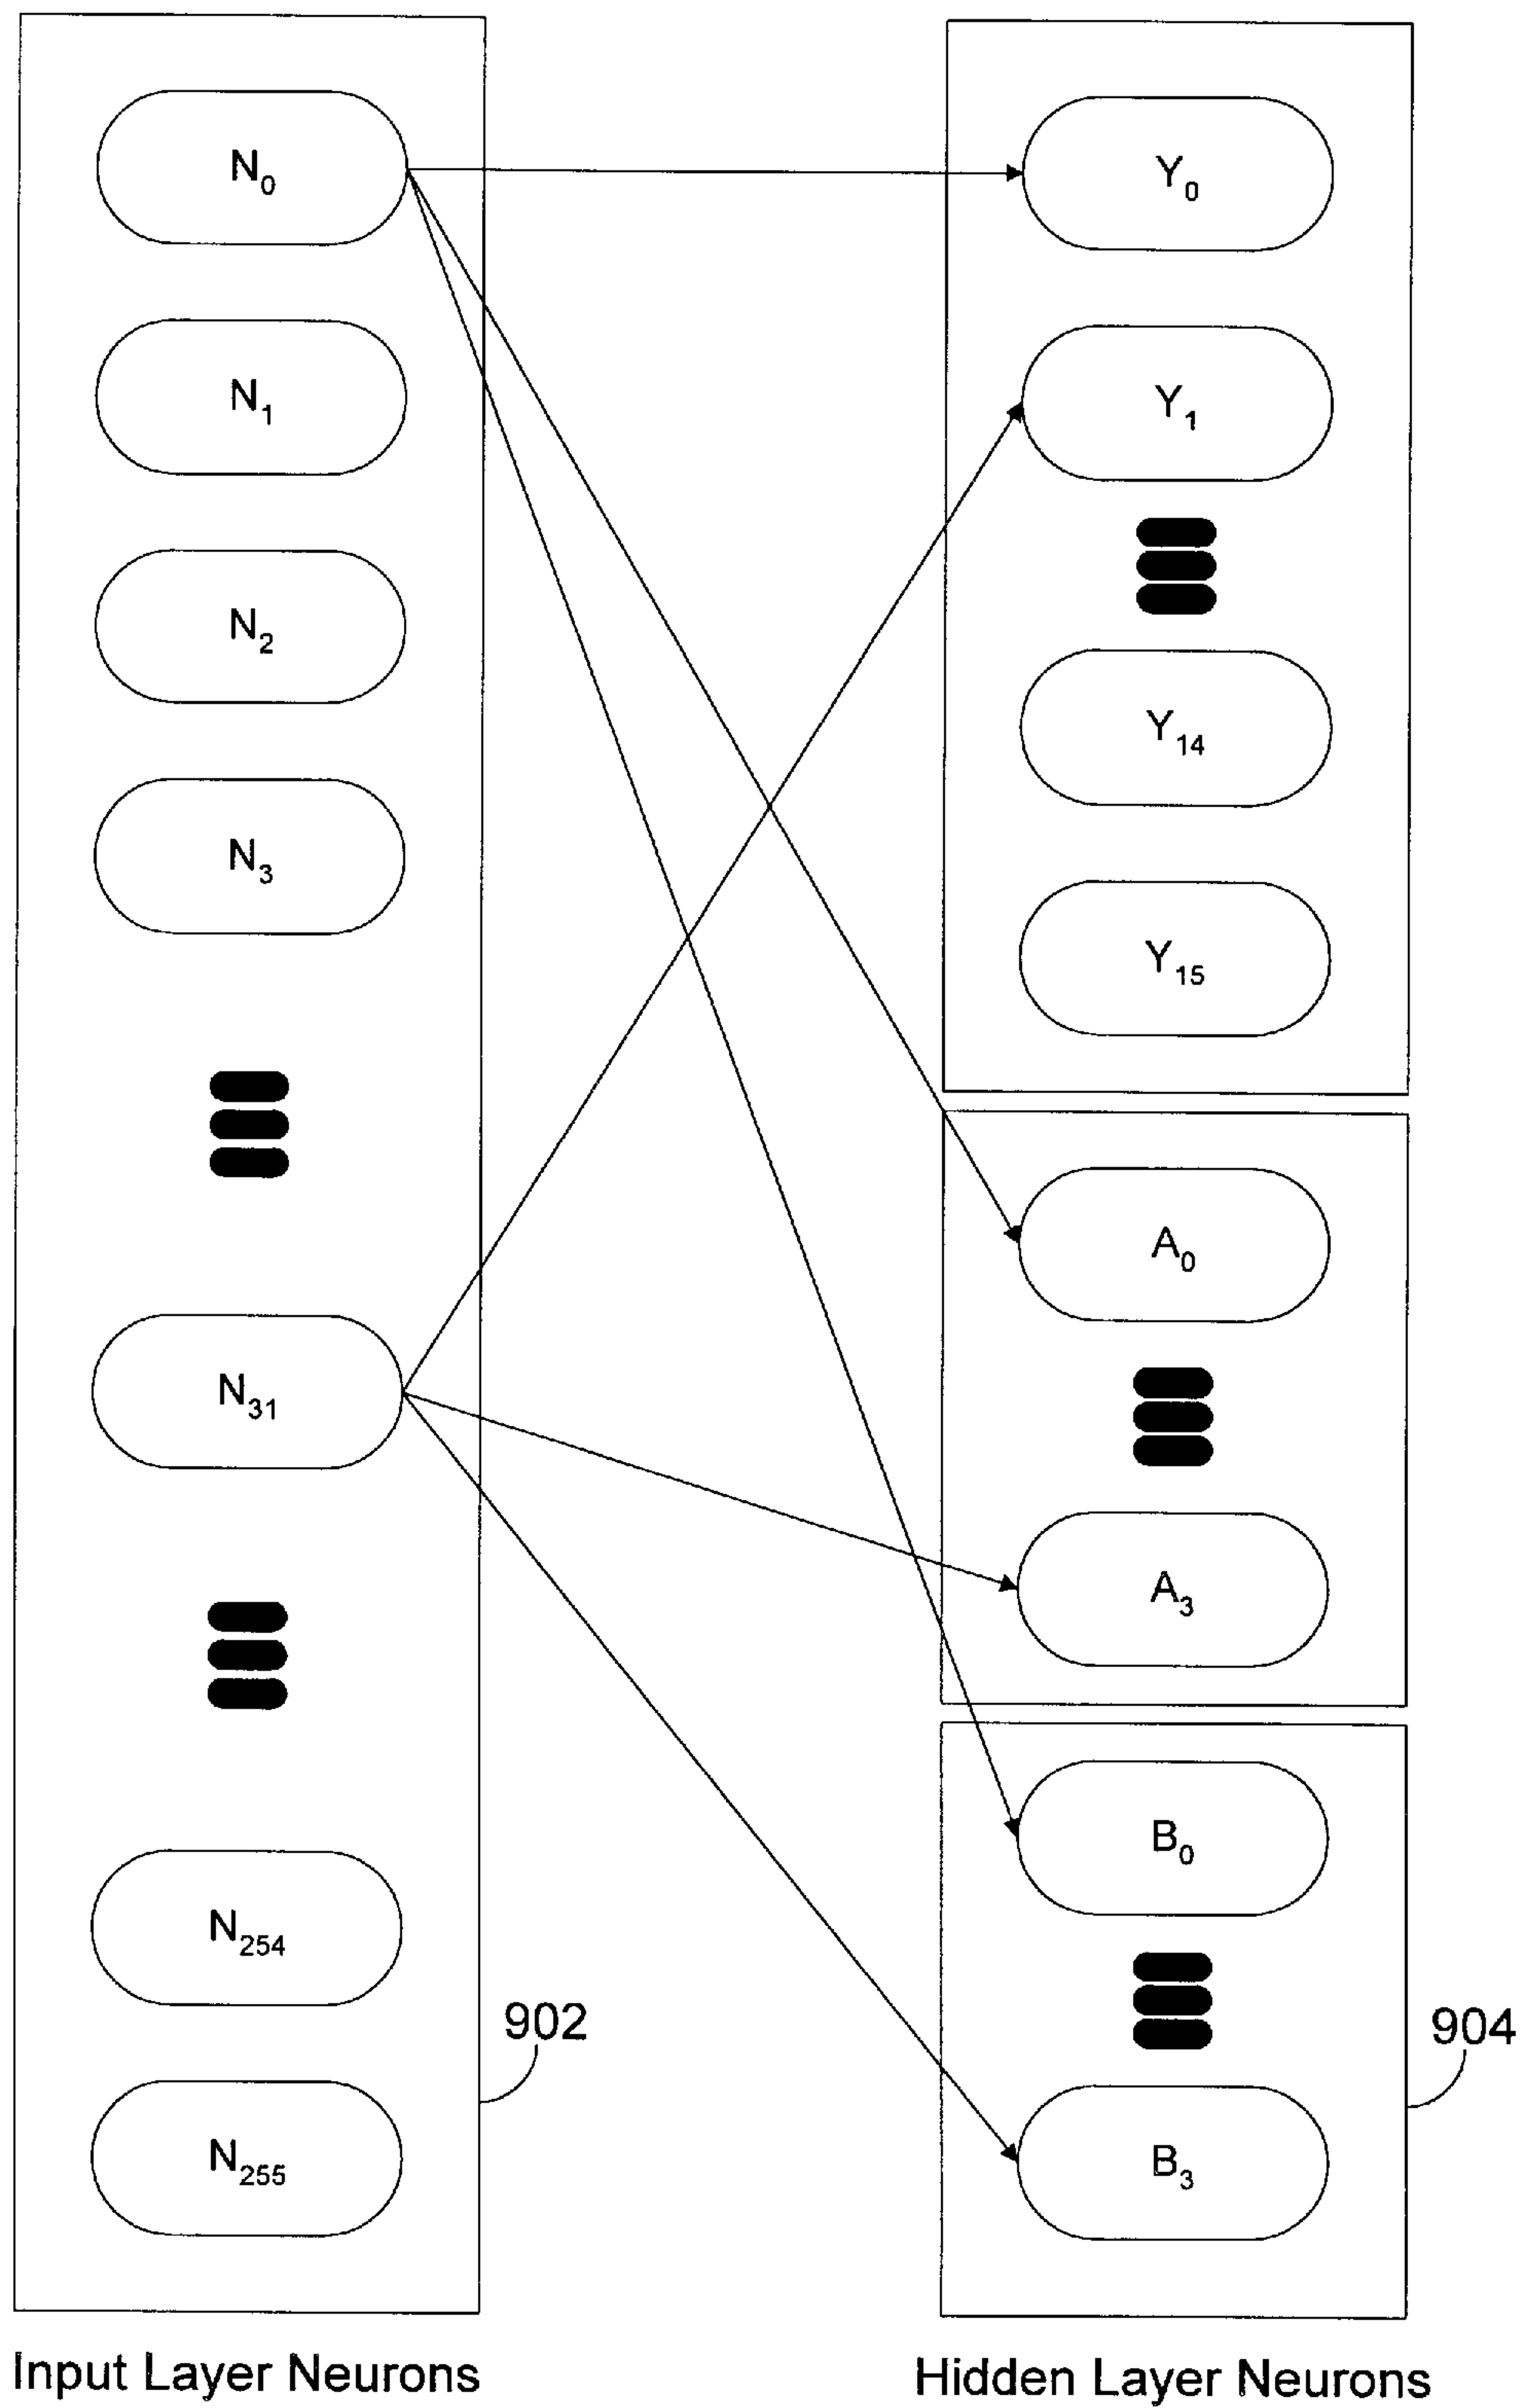 N0
N1
N2
N3
N31
N254
N255
902
Input Layer Neurons
Y0
Y1
Y14
Y15
A0
A3
B0
B3
904
Hidden Layer Neurons